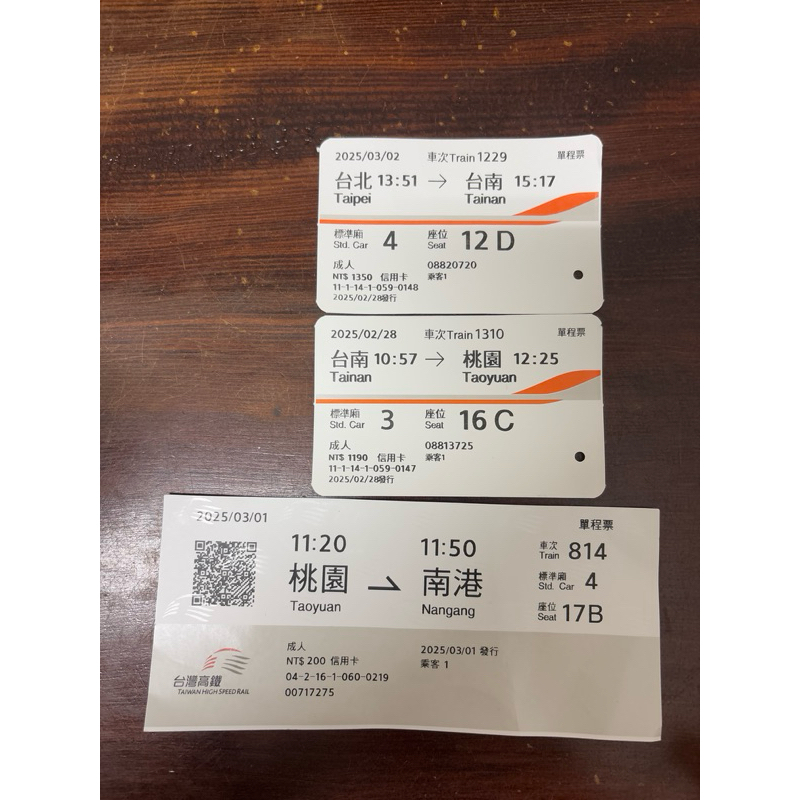 2025/03/02 車次Train 1229 單程票
台北 13:51 → 台南 15:17
Taipei Tainan
標準廂 Std. Car 4 座位 Seat 12 D
成人 08820720
NT$ 1350 信用卡 乘客1
11-1-14-1-059-0148
2025/02/28發行
2025/02/28 車次Train 1310 單程票
台南 10:57 → 桃園 12:25
Tainan Taoyuan
標準廂 Std. Car 3 座位 Seat 16 C
成人 08813725
NT$ 1190 信用卡 乘客1
11-1-14-1-059-0147
2025/02/28發行
2025/03/01 單程票
11:20 11:50 車次 Train 814
桃園 ⇀ 南港 標準廂 Std. Car 4
Taoyuan Nangang 座位 Seat 17B
成人 2025/03/01 發行
NT$ 200 信用卡 乘客 1
04-2-16-1-060-0219
00717275
台灣高鐵
TAIWAN HIGH SPEED RAIL